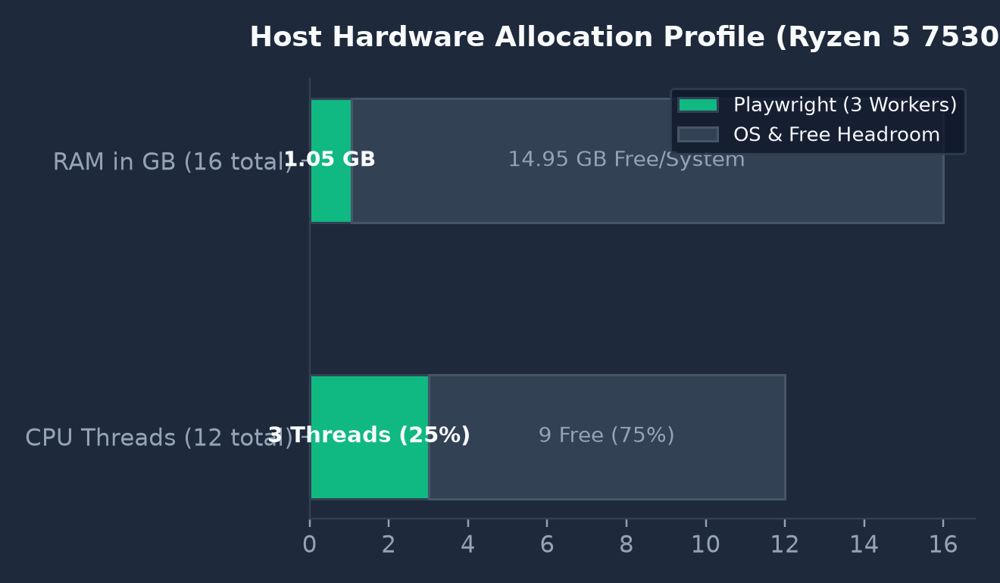 Host Hardware Allocation Profile (Ryzen 5 7530
Playwright (3 Workers)
OS & Free Headroom
RAM in GB (16 total)
1.05 GB
14.95 GB Free/System
CPU Threads (12 total)
3 Threads (25%)
9 Free (75%)
0 2 4 6 8 10 12 14 16